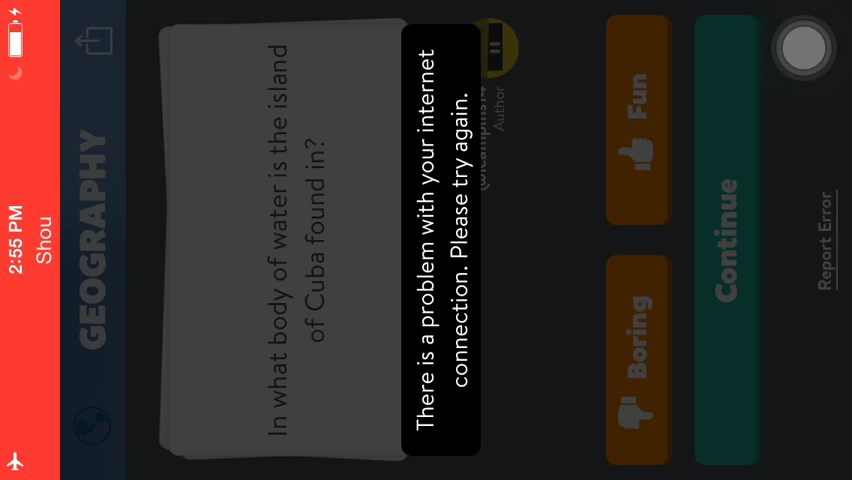 2:55 PM
Shou
GEOGRAPHY
In what body of water is the island
of Cuba found in?
There is a problem with your internet
connection. Please try again.
Author
Boring
Fun
Continue
Report Error